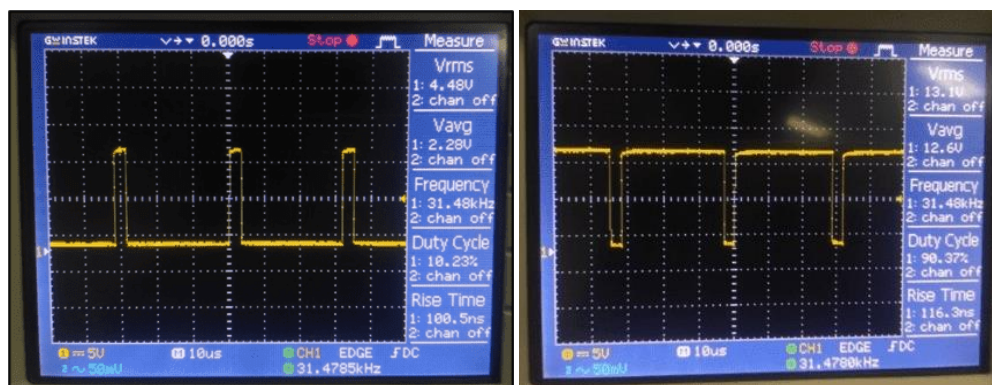 GWINSTEK 0.000s Stop Measure
Vrms
1: 4.48V
2: chan off
Vavg
1: 2.28V
2: chan off
Frequency
1: 31.48kHz
2: chan off
Duty Cycle
1: 10.23%
2: chan off
Rise Time
1: 100.5ns
2: chan off
1
1 5V 10us CH1 EDGE DC
2 50mV 31.4785kHz
GWINSTEK 0.000s Stop Measure
Vrms
1: 13.1V
2: chan off
Vavg
1: 12.6V
2: chan off
Frequency
1: 31.48kHz
2: chan off
Duty Cycle
1: 90.37%
2: chan off
Rise Time
1: 116.3ns
2: chan off
1
1 5V 10us CH1 EDGE DC
2 50mV 31.4780kHz